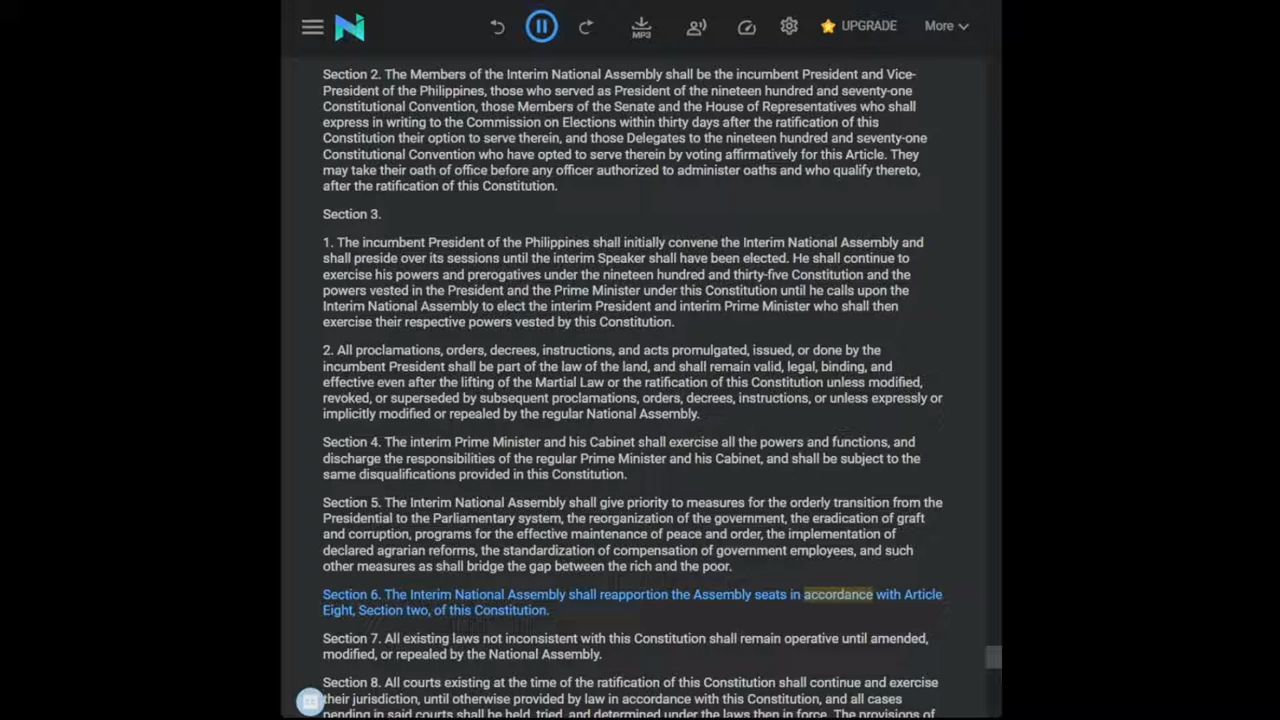 MP3
UPGRADE
More
Section 2. The Members of the Interim National Assembly shall be the incumbent President and Vice-
President of the Philippines, those who served as President of the nineteen hundred and seventy-one
Constitutional Convention, those Members of the Senate and the House of Representatives who shall
express in writing to the Commission on Elections within thirty days after the ratification of this
Constitution their option to serve therein, and those Delegates to the nineteen hundred and seventy-one
Constitutional Convention who have opted to serve therein by voting affirmatively for this Article. They
may take their oath of office before any officer authorized to administer oaths and who qualify thereto,
after the ratification of this Constitution.
Section 3.
1. The incumbent President of the Philippines shall initially convene the Interim National Assembly and
shall preside over its sessions until the interim Speaker shall have been elected. He shall continue to
exercise his powers and prerogatives under the nineteen hundred and thirty-five Constitution and the
powers vested in the President and the Prime Minister under this Constitution until he calls upon the
Interim National Assembly to elect the interim President and interim Prime Minister who shall then
exercise their respective powers vested by this Constitution.
2. All proclamations, orders, decrees, instructions, and acts promulgated, issued, or done by the
incumbent President shall be part of the law of the land, and shall remain valid, legal, binding, and
effective even after the lifting of the Martial Law or the ratification of this Constitution unless modified,
revoked, or superseded by subsequent proclamations, orders, decrees, instructions, or unless expressly or
implicitly modified or repealed by the regular National Assembly.
Section 4. The interim Prime Minister and his Cabinet shall exercise all the powers and functions, and
discharge the responsibilities of the regular Prime Minister and his Cabinet, and shall be subject to the
same disqualifications provided in this Constitution.
Section 5. The Interim National Assembly shall give priority to measures for the orderly transition from the
Presidential to the Parliamentary system, the reorganization of the government, the eradication of graft
and corruption, programs for the effective maintenance of peace and order, the implementation of
declared agrarian reforms, the standardization of compensation of government employees, and such
other measures as shall bridge the gap between the rich and the poor.
Section 6. The Interim National Assembly shall reapportion the Assembly seats in accordance with Article
Eight, Section two, of this Constitution.
Section 7. All existing laws not inconsistent with this Constitution shall remain operative until amended,
modified, or repealed by the National Assembly.
Section 8. All courts existing at the time of the ratification of this Constitution shall continue and exercise
their jurisdiction, until otherwise provided by law in accordance with this Constitution, and all cases
pending in said courts shall be held, tried, and determined under the laws then in force. The provisions of